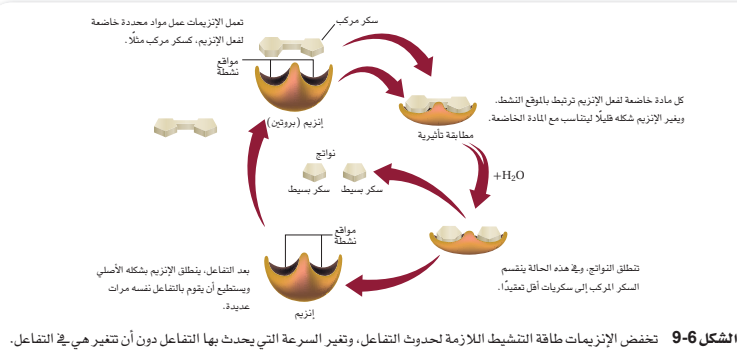 سكر مركب
تعمل الإنزيمات عمل مواد محددة خاضعة
لفعل الإنزيم، كسكر مركب مثلًا.
مواقع
نشطة
إنزيم (بروتين)
كل مادة خاضعة لفعل الإنزيم ترتبط بالموقع النشط.
ويغير الإنزيم شكله قليلًا ليتناسب مع المادة الخاضعة.
مطابقة تأثيرية
+H₂O
نواتج
سكر بسيط
سكر بسيط
تنطلق النواتج، وفي هذه الحالة ينقسم
السكر المركب إلى سكريات أقل تعقيدًا.
مواقع
نشطة
إنزيم
بعد التفاعل، ينطلق الإنزيم بشكله الأصلي
ويستطيع أن يقوم بالتفاعل نفسه مرات
عديدة.
الشكل 6-9 تخفض الإنزيمات طاقة التنشيط اللازمة لحدوث التفاعل، وتغير السرعة التي يحدث بها التفاعل دون أن تتغير هي في التفاعل.